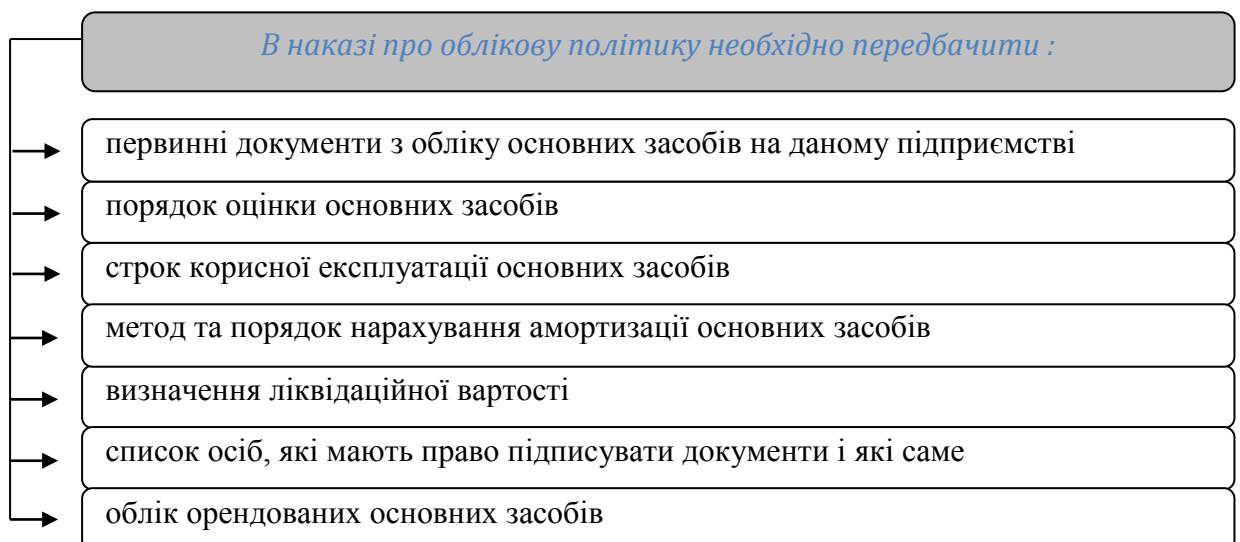 В наказі про облікову політику необхідно передбачити :
первинні документи з обліку основних засобів на даному підприємстві
порядок оцінки основних засобів
строк корисної експлуатації основних засобів
метод та порядок нарахування амортизації основних засобів
визначення ліквідаційної вартості
список осіб, які мають право підписувати документи і які саме
облік орендованих основних засобів